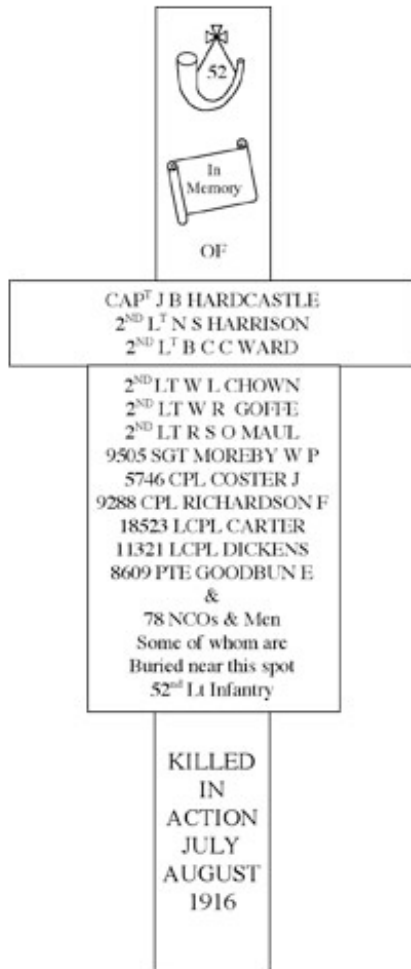 52
In
Memory
OF
CAPᵀ J B HARDCASTLE
2ᴺᴰ Lᵀ N S HARRISON
2ᴺᴰ Lᵀ B C C WARD
2ᴺᴰ LT W L CHOWN
2ᴺᴰ LT W R GOFFE
2ᴺᴰ LT R S O MAUL
9505 SGT MOREBY W P
5746 CPL COSTER J
9288 CPL RICHARDSON F
18523 LCPL CARTER
11321 LCPL DICKENS
8609 PTE GOODBUN E
&
78 NCOs & Men
Some of whom are
Buried near this spot
52ⁿᵈ Lt Infantry
KILLED
IN
ACTION
JULY
AUGUST
1916